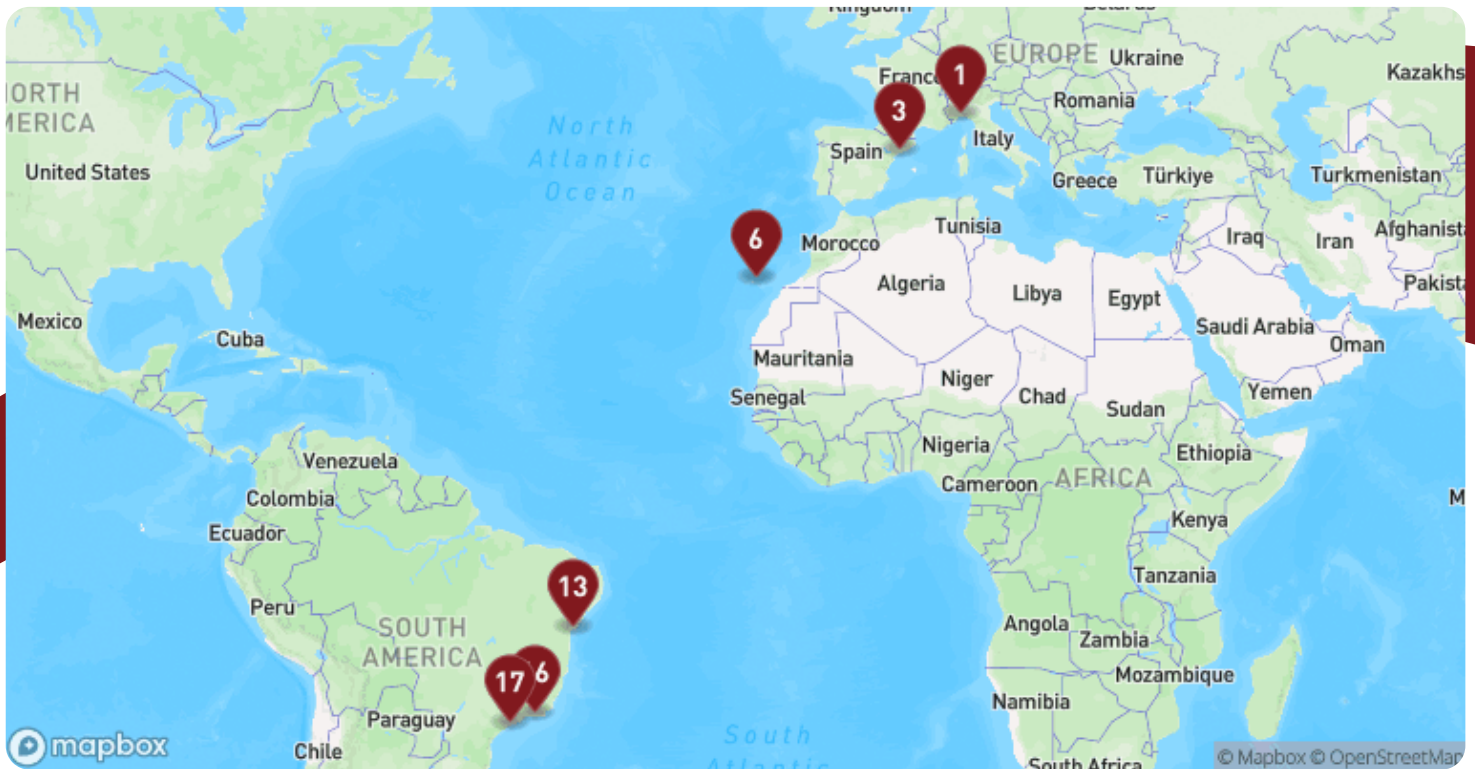 Kingdom
Belarus
EUROPE
Ukraine
France
1
Kazakhs
NORTH
AMERICA
3
Romania
North
Atlantic
Ocean
Italy
Spain
United States
Greece
Türkiye
Turkmenistan
Tunisia
6
Morocco
Iraq
Iran
Afghanista
Algeria
Libya
Egypt
Pakista
Mexico
Cuba
Saudi Arabia
Oman
Mauritania
Niger
Chad
Yemen
Senegal
Sudan
Nigeria
Ethiopia
Venezuela
Cameroon
AFRICA
Colombia
M
Ecuador
Kenya
13
Tanzania
Peru
SOUTH
AMERICA
Angola
Zambia
17
6
Mozambique
Namibia
Paraguay
South
Atlantic
mapbox
Chile
© Mapbox © OpenStreetMap
South Africa